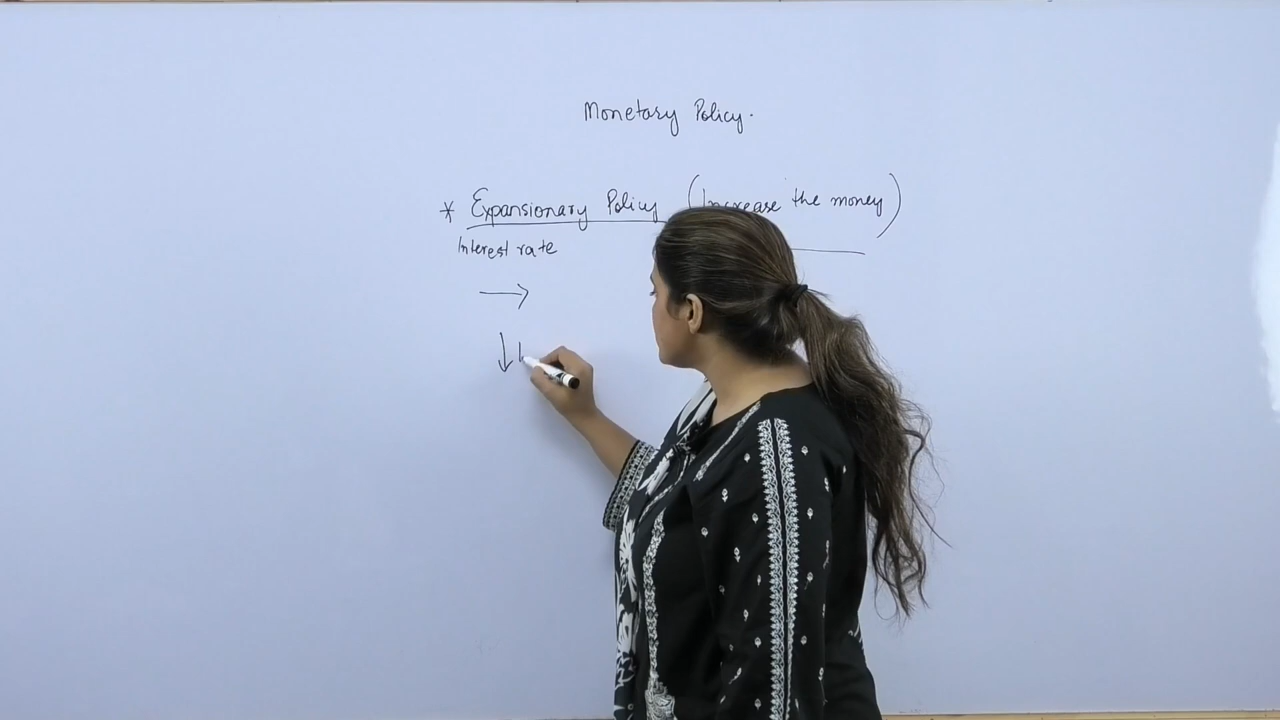 Monetary Policy.
* Expansionary Policy (Increase the money)
Interest rate